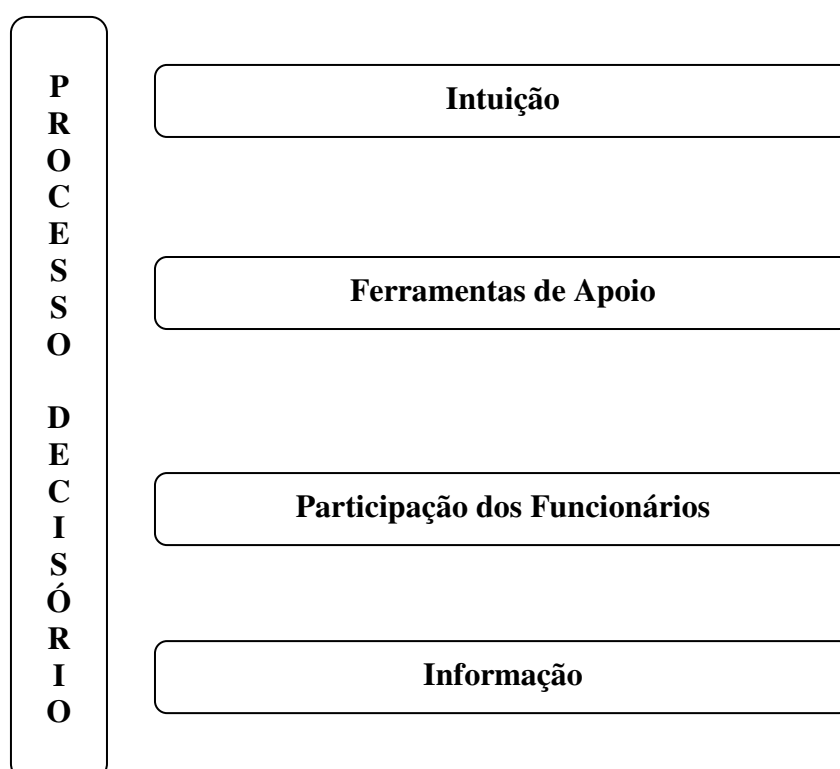 PROCESSO DECISÓRIO
Intuição
Ferramentas de Apoio
Participação dos Funcionários
Informação